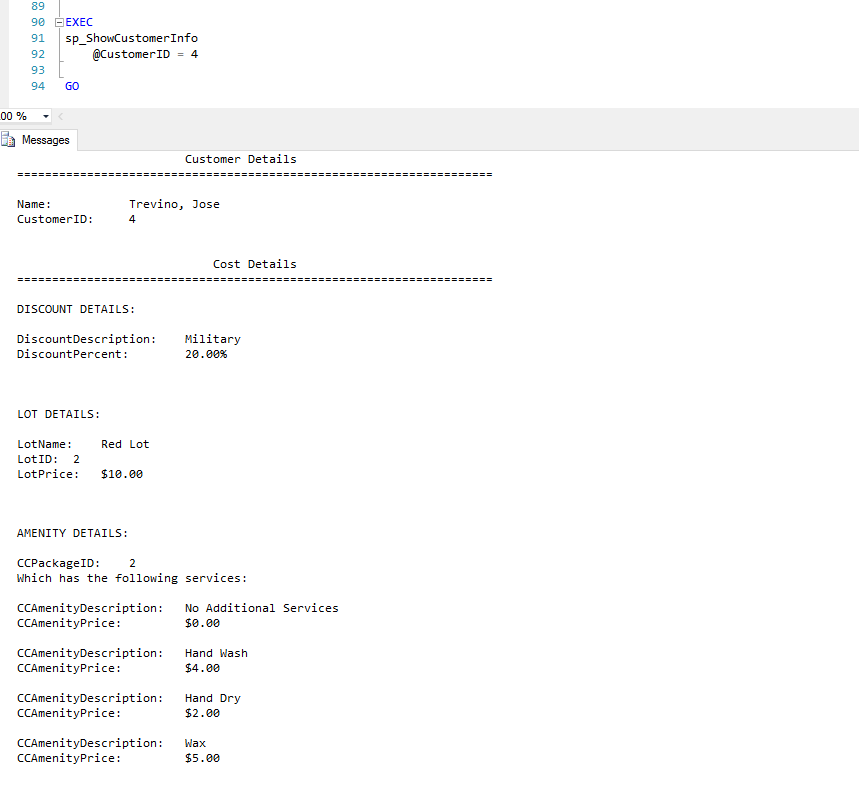 89
90 EXEC
91 sp_ShowCustomerInfo
92 @CustomerID = 4
93
94 GO
00 %
Messages
Customer Details
====================================================================
Name: Trevino, Jose
CustomerID: 4
Cost Details
====================================================================
DISCOUNT DETAILS:
DiscountDescription: Military
DiscountPercent: 20.00%
LOT DETAILS:
LotName: Red Lot
LotID: 2
LotPrice: $10.00
AMENITY DETAILS:
CCPackageID: 2
Which has the following services:
CCAmenityDescription: No Additional Services
CCAmenityPrice: $0.00
CCAmenityDescription: Hand Wash
CCAmenityPrice: $4.00
CCAmenityDescription: Hand Dry
CCAmenityPrice: $2.00
CCAmenityDescription: Wax
CCAmenityPrice: $5.00